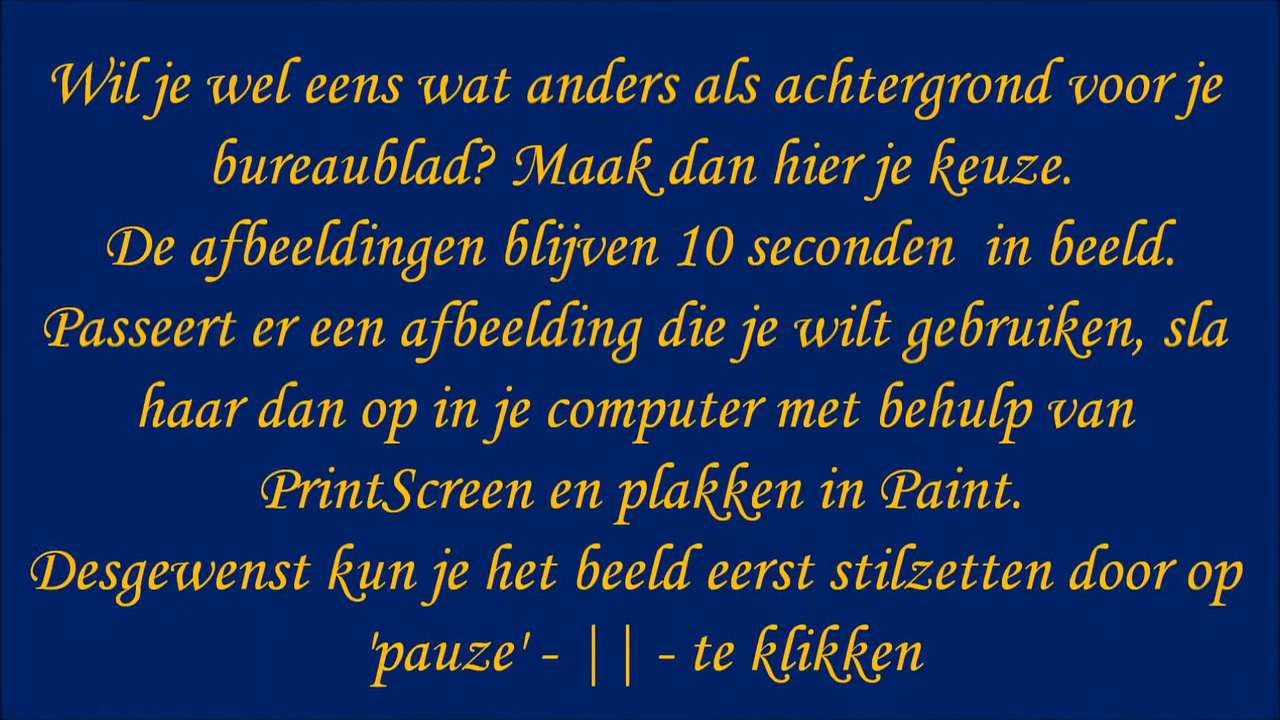 Wil je wel eens wat anders als achtergrond voor je
bureaublad? Maak dan hier je keuze.
De afbeeldingen blijven 10 seconden  in beeld.
Passeert er een afbeelding die je wilt gebruiken, sla
haar dan op in je computer met behulp van
PrintScreen en plakken in Paint.
Desgewenst kun je het beeld eerst stilzetten door op
'pauze' - || - te klikken